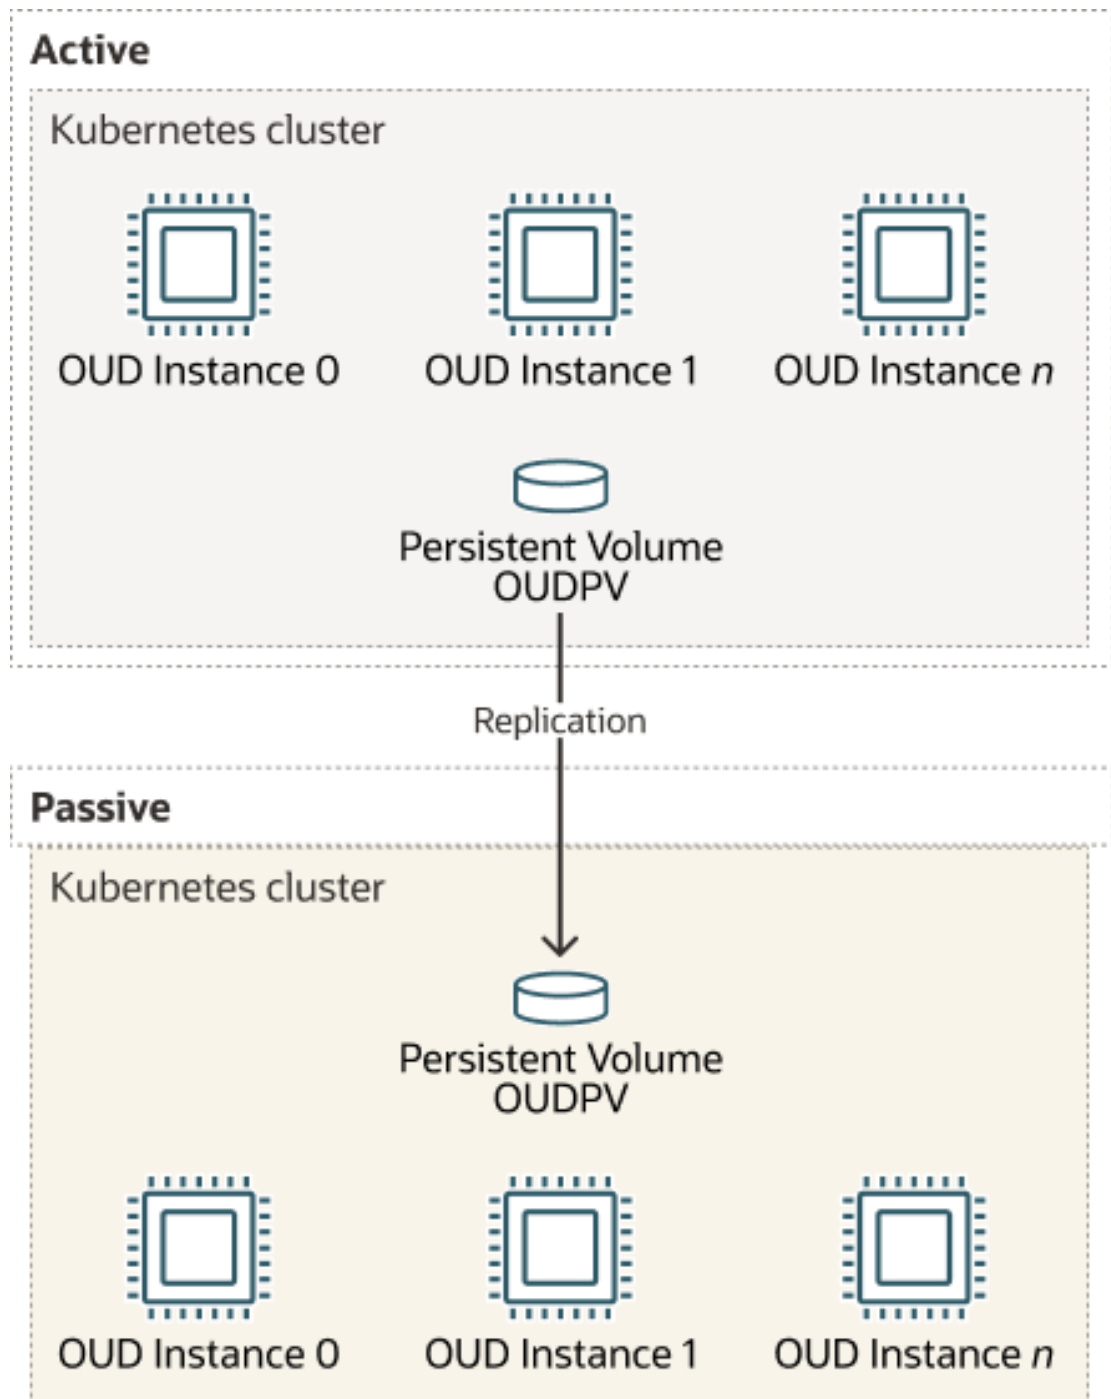 Active
Kubernetes cluster
OUD Instance 0
OUD Instance 1
OUD Instance n
Persistent Volume
OUDPV
Replication
Passive
Kubernetes cluster
Persistent Volume
OUDPV
OUD Instance 0
OUD Instance 1
OUD Instance n